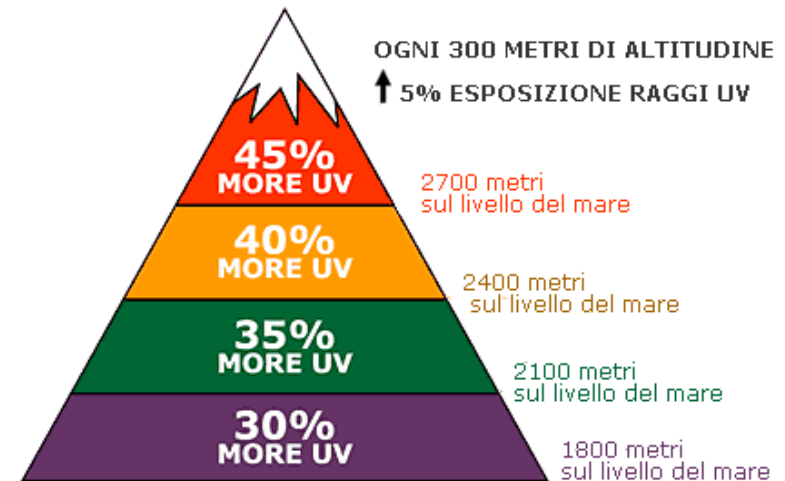 OGNI 300 METRI DI ALTITUDINE
5% ESPOSIZIONE RAGGI UV
45%
MORE UV
2700 metri
sul livello del mare
40%
MORE UV
2400 metri
sul livello del mare
35%
MORE UV
2100 metri
sul livello del mare
30%
MORE UV
1800 metri
sul livello del mare